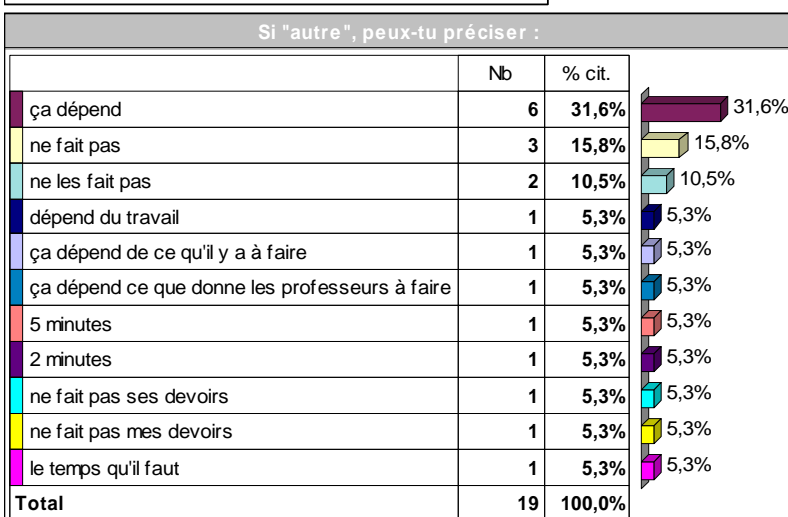 Si "autre", peux-tu préciser :
Nb % cit.
ça dépend 6 31,6% 31,6%
ne fait pas 3 15,8% 15,8%
ne les fait pas 2 10,5% 10,5%
dépend du travail 1 5,3% 5,3%
ça dépend de ce qu'il y a à faire 1 5,3% 5,3%
ça dépend ce que donne les professeurs à faire 1 5,3% 5,3%
5 minutes 1 5,3% 5,3%
2 minutes 1 5,3% 5,3%
ne fait pas ses devoirs 1 5,3% 5,3%
ne fait pas mes devoirs 1 5,3% 5,3%
le temps qu'il faut 1 5,3% 5,3%
Total 19 100,0%